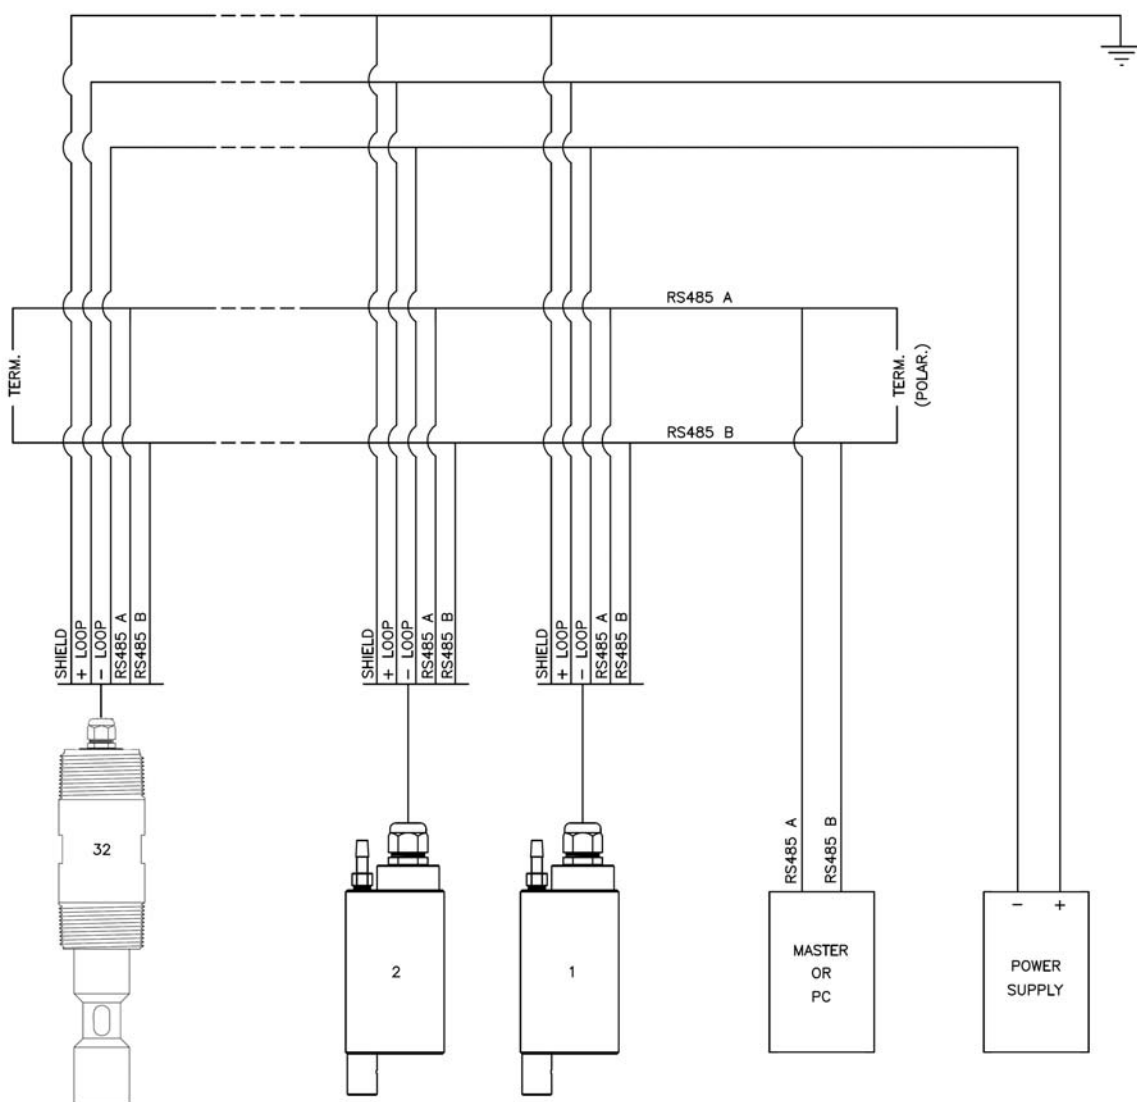 RS485 A
TERM.
TERM.
(POLAR.)
RS485 B
SHIELD
+ LOOP
- LOOP
RS485 A
RS485 B
SHIELD
+ LOOP
- LOOP
RS485 A
RS485 B
SHIELD
+ LOOP
- LOOP
RS485 A
RS485 B
RS485 A
RS485 B
32
2
1
MASTER
OR
PC
- +
POWER
SUPPLY